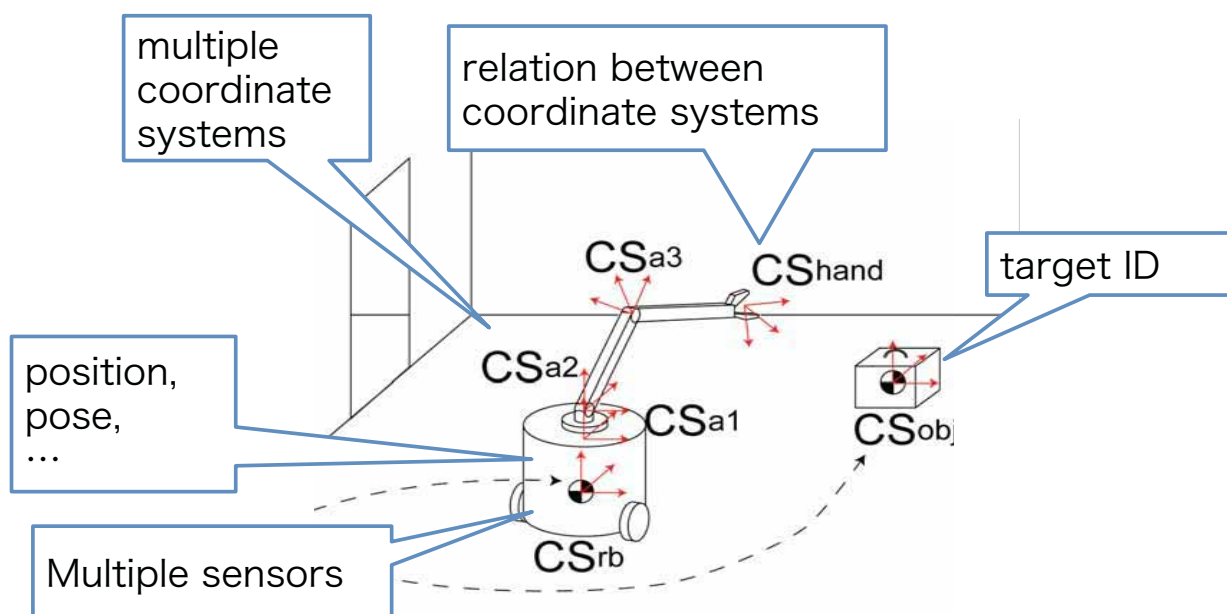 multiple
coordinate
systems
relation between
coordinate systems
CSa3
CShand
target ID
position,
pose,
…
CSa2
CSa1
CSobj
Multiple sensors
CSrb